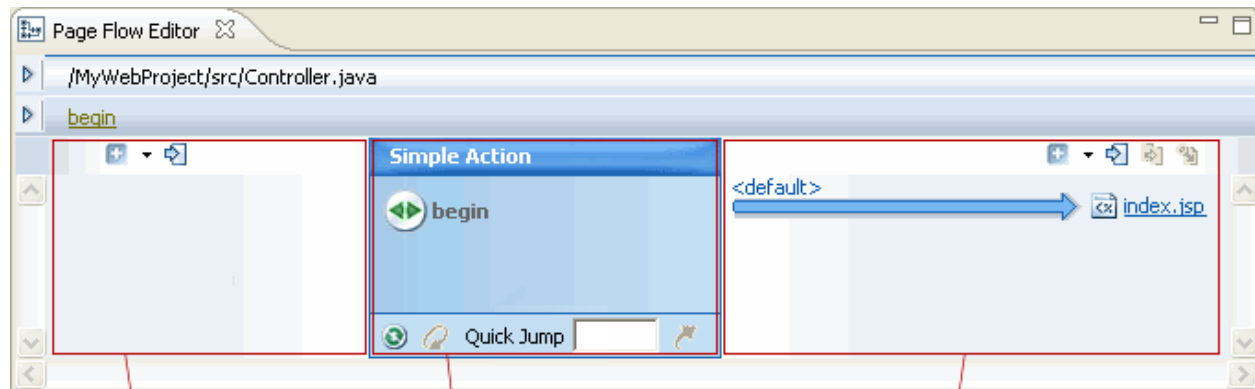 Page Flow Editor
/MyWebProject/src/Controller.java
begin
Simple Action
begin
<default>
index.jsp
Quick Jump